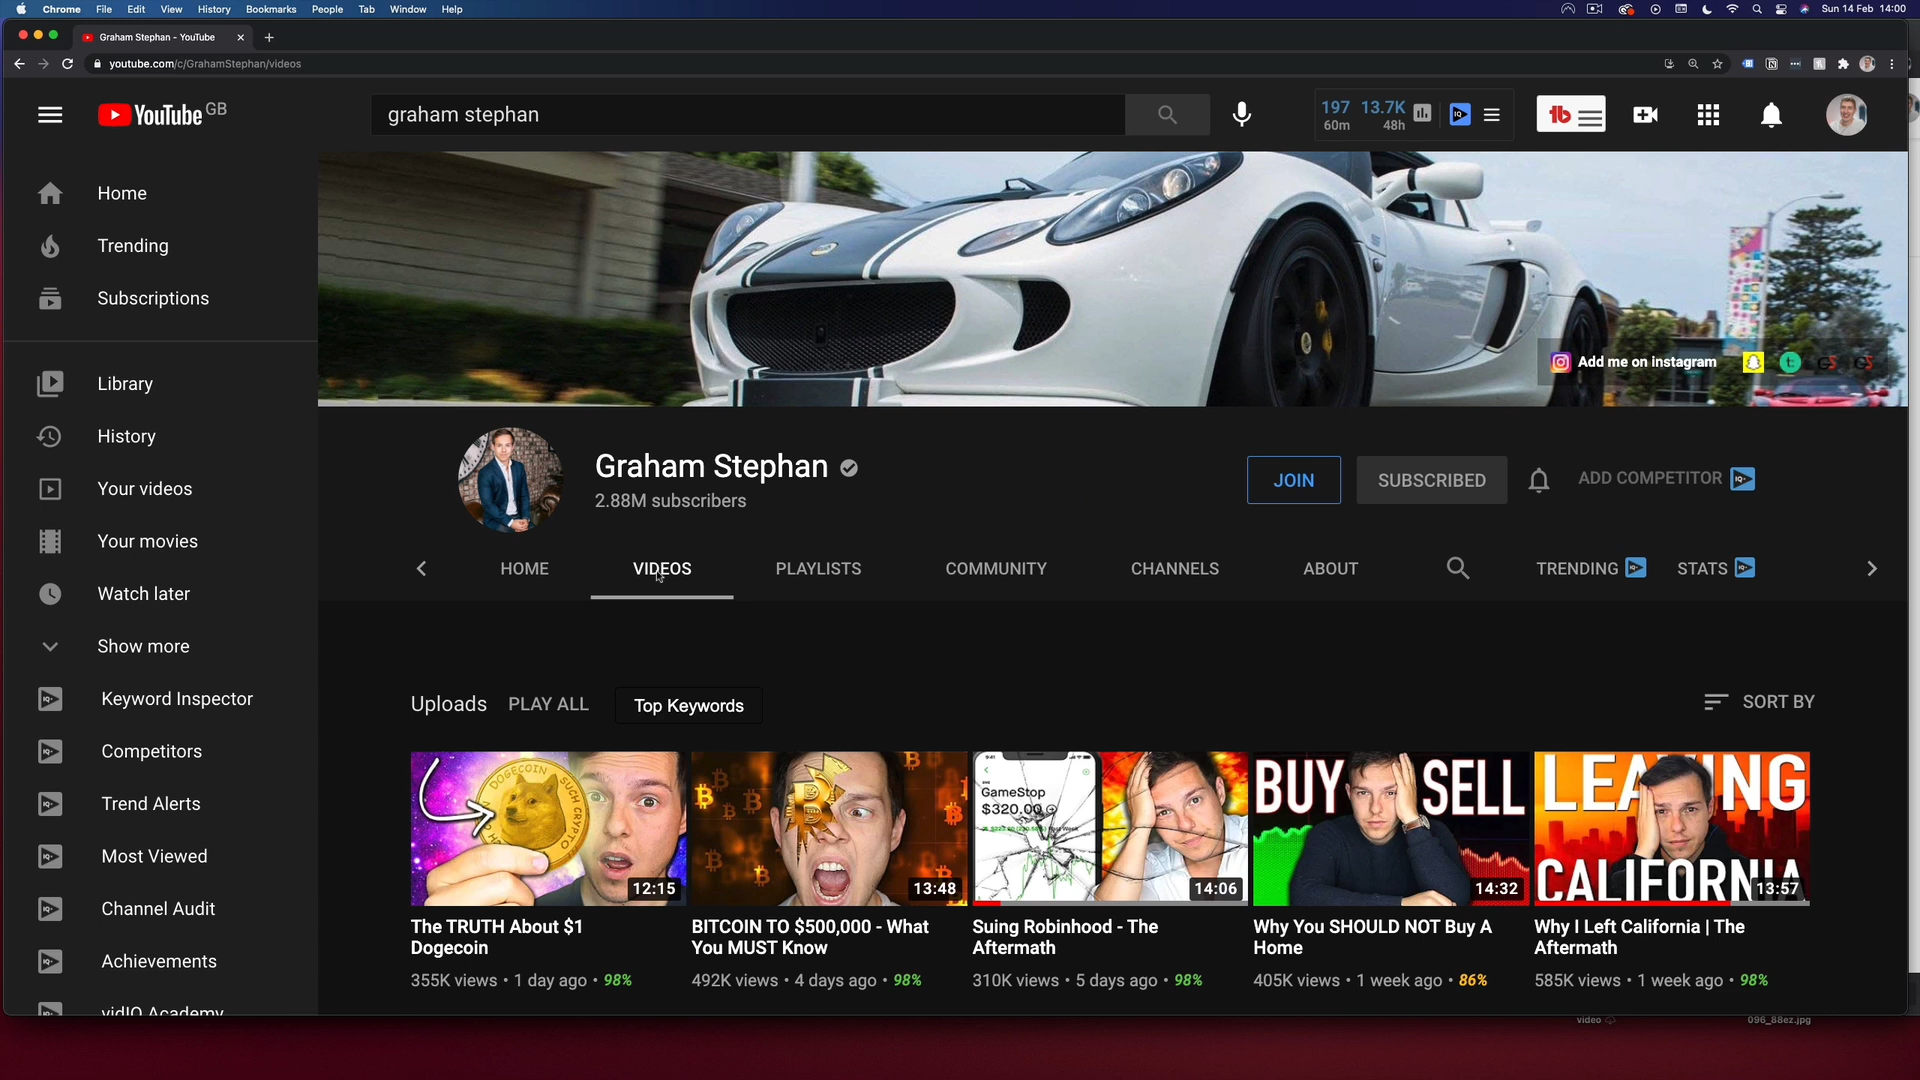 Chrome File Edit View History Bookmarks People Tab Window Help
Sun 14 Feb 14:00
Graham Stephan - YouTube
youtube.com/c/GrahamStephan/videos
YouTube GB
graham stephan
197 13.7K
60m 48h
Home
Trending
Subscriptions
Library
History
Your videos
Your movies
Watch later
Show more
Keyword Inspector
Competitors
Trend Alerts
Most Viewed
Channel Audit
Achievements
vidIQ Academy
Add me on instagram
Graham Stephan
2.88M subscribers
JOIN
SUBSCRIBED
ADD COMPETITOR
HOME VIDEOS PLAYLISTS COMMUNITY CHANNELS ABOUT TRENDING STATS
Uploads PLAY ALL Top Keywords
SORT BY
DOGECOIN
12:15
The TRUTH About $1
Dogecoin
355K views • 1 day ago • 98%
13:48
BITCOIN TO $500,000 - What
You MUST Know
492K views • 4 days ago • 98%
GameStop
$320.00
14:06
Suing Robinhood - The
Aftermath
310K views • 5 days ago • 98%
BUY SELL
14:32
Why You SHOULD NOT Buy A
Home
405K views • 1 week ago • 86%
LEAVING
CALIFORNIA
13:57
Why I Left California | The
Aftermath
585K views • 1 week ago • 98%
video
096_88ez.jpg